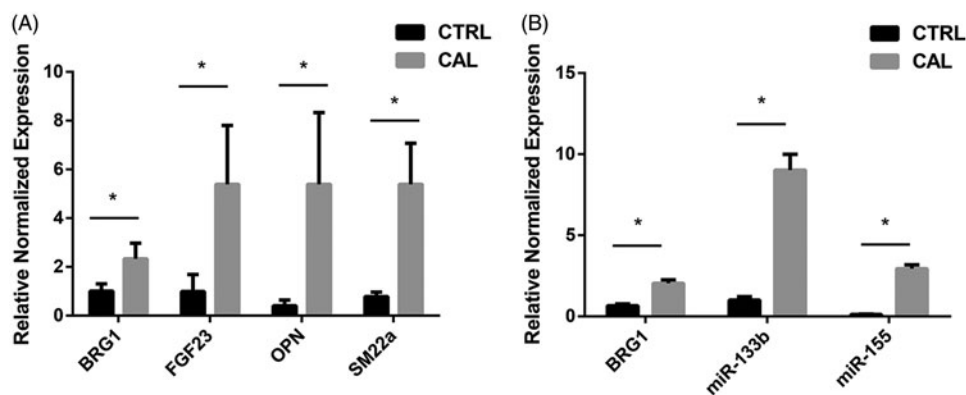 (A)
CTRL
CAL
Relative Normalized Expression
10
8
6
4
2
0
*
*
*
*
BRG1
FGF23
OPN
SM22a
(B)
CTRL
CAL
Relative Normalized Expression
15
10
5
0
*
*
*
BRG1
miR-133b
miR-155